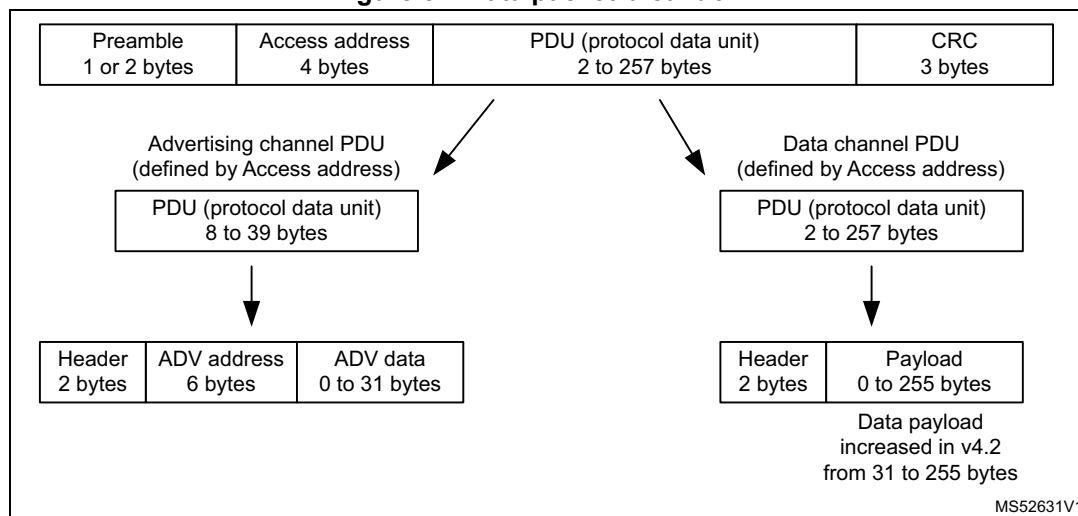 Preamble
1 or 2 bytes
Access address
4 bytes
PDU (protocol data unit)
2 to 257 bytes
CRC
3 bytes
Advertising channel PDU
(defined by Access address)
Data channel PDU
(defined by Access address)
PDU (protocol data unit)
8 to 39 bytes
PDU (protocol data unit)
2 to 257 bytes
Header
2 bytes
ADV address
6 bytes
ADV data
0 to 31 bytes
Header
2 bytes
Payload
0 to 255 bytes
Data payload
increased in v4.2
from 31 to 255 bytes
MS52631V1